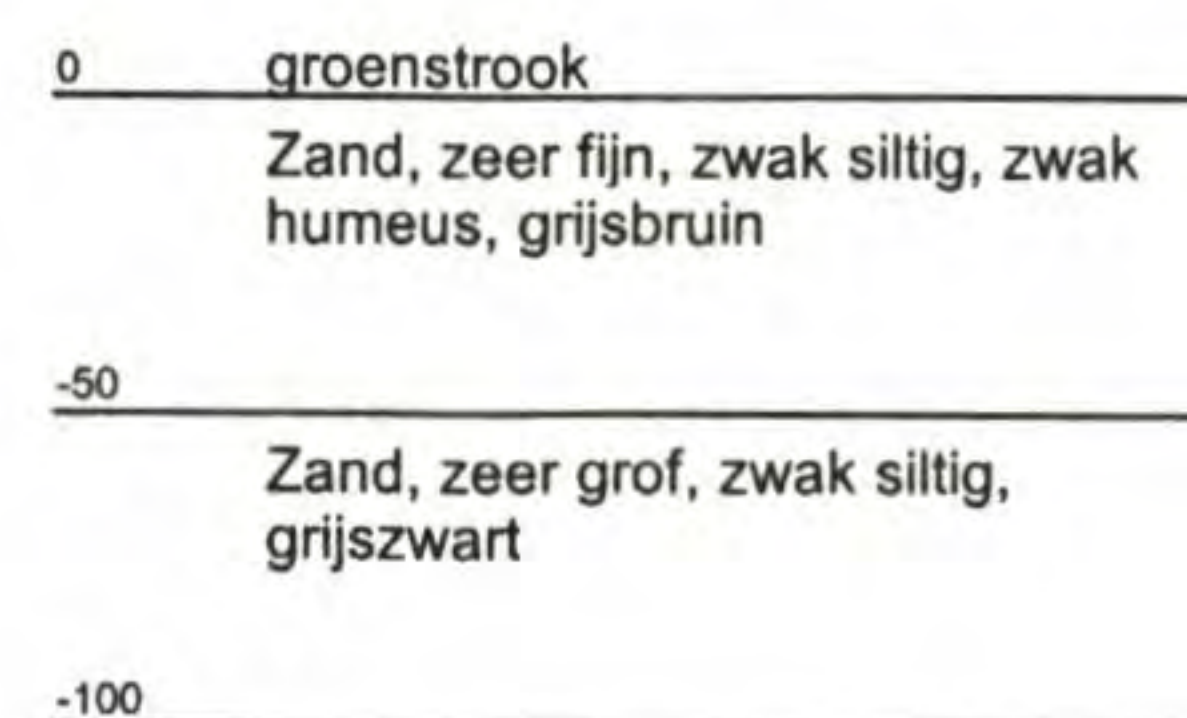 0 groenstrook
Zand, zeer fijn, zwak siltig, zwak
humeus, grijsbruin
-50
Zand, zeer grof, zwak siltig,
grijszwart
-100